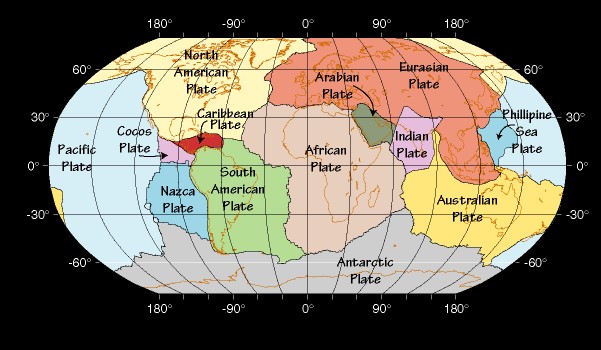 180° -90° 0° 90° 180°
North
American
Plate
Eurasian
Plate
Arabian
Plate
60° 60°
30° 30°
Caribbean
Plate
Phillipine
Sea
Plate
Cocos
Plate
Indian
Plate
Pacific
Plate
African
Plate
0° 0°
South
American
Plate
Nazca
Plate
Australian
Plate
-30° -30°
-60° -60°
Antarctic
Plate
180° -90° 0° 90° 180°